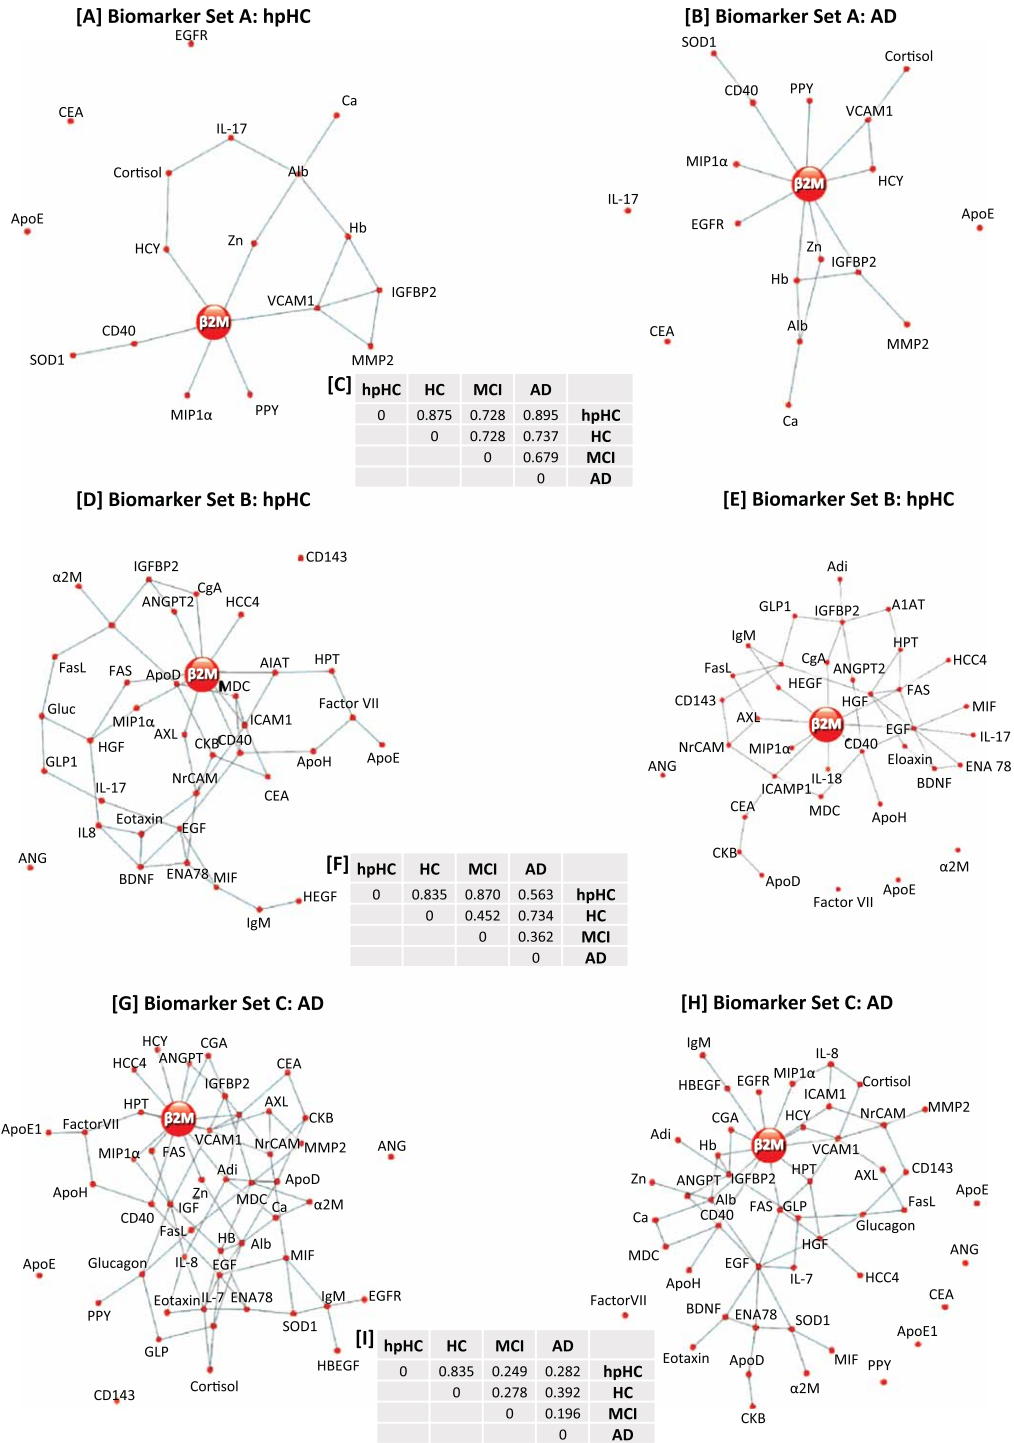 [A] Biomarker Set A: hpHC
EGFR
CEA
Ca
IL-17
Cortisol
Alb
ApoE
HCY
Zn
Hb
VCAM1
IGFBP2
β2M
CD40
SOD1
MMP2
MIP1α
PPY
[B] Biomarker Set A: AD
SOD1
Cortisol
CD40
PPY
VCAM1
MIP1α
β2M
HCY
IL-17
EGFR
ApoE
Zn
IGFBP2
Hb
CEA
Alb
MMP2
Ca
[C]
hpHC HC MCI AD
0 0.875 0.728 0.895 hpHC
0 0.728 0.737 HC
0 0.679 MCI
0 AD
[D] Biomarker Set B: hpHC
CD143
IGFBP2
α2M
CgA
ANGPT2
HCC4
FasL
FAS
ApoD
β2M
AIAT
HPT
MDC
Gluc
MIP1α
ICAM1
Factor VII
HGF
AXL
CKB
CD40
ApoH
ApoE
GLP1
NrCAM
CEA
IL-17
Eotaxin
IL8
EGF
ANG
BDNF
ENA78
MIF
HEGF
IgM
[E] Biomarker Set B: hpHC
Adi
GLP1
IGFBP2
A1AT
IgM
HPT
CgA
ANGPT2
HCC4
FasL
HEGF
HGF
FAS
CD143
AXL
β2M
EGF
MIF
NrCAM
MIP1α
CD40
IL-17
ANG
IL-18
Eloaxin
ENA 78
ICAMP1
BDNF
CEA
MDC
ApoH
CKB
ApoD
α2M
Factor VII
ApoE
[F]
hpHC HC MCI AD
0 0.835 0.870 0.563 hpHC
0 0.452 0.734 HC
0 0.362 MCI
0 AD
[G] Biomarker Set C: AD
HCY
CGA
HCC4
ANGPT
CEA
IGFBP2
HPT
β2M
AXL
CKB
ApoE1
FactorVII
VCAM1
NrCAM
MMP2
ANG
MIP1α
FAS
Adi
ApoH
Zn
MDC
ApoD
CD40
IGF
Ca
α2M
FasL
HB
Alb
Glucagon
IL-8
EGF
MIF
ApoE
PPY
Eotaxin
IL-7
ENA78
IgM
EGFR
SOD1
GLP
HBEGF
Cortisol
CD143
[H] Biomarker Set C: AD
IgM
IL-8
MIP1α
HBEGF
EGFR
Cortisol
ICAM1
CGA
HCY
NrCAM
MMP2
Adi
Hb
β2M
VCAM1
Zn
ANGPT
IGFBP2
HPT
AXL
CD143
Alb
FAS
GLP
FasL
ApoE
Ca
CD40
Glucagon
MDC
HGF
EGF
IL-7
ANG
ApoH
HCC4
FactorVII
BDNF
ENA78
SOD1
CEA
ApoE1
Eotaxin
ApoD
MIF
PPY
α2M
CKB
[I]
hpHC HC MCI AD
0 0.835 0.249 0.282 hpHC
0 0.278 0.392 HC
0 0.196 MCI
0 AD